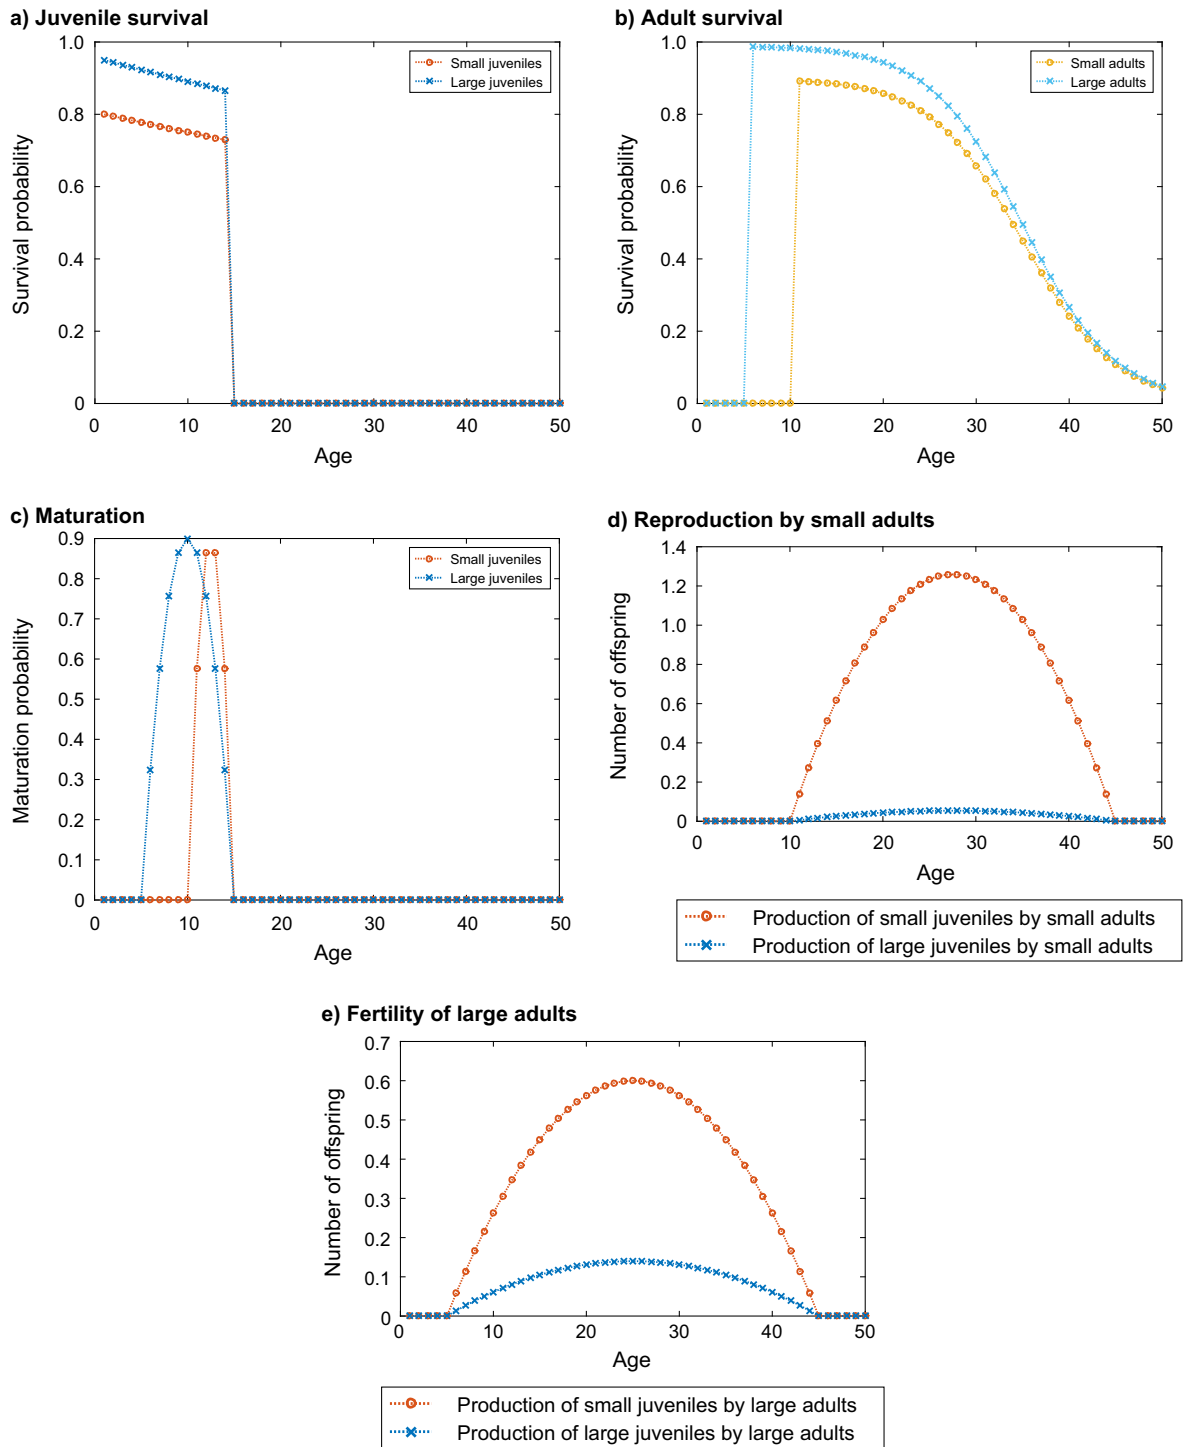 a) Juvenile survival
1.0
0.8
0.6
0.4
0.2
0
Survival probability
Small juveniles
Large juveniles
0 10 20 30 40 50
Age
b) Adult survival
1.0
0.8
0.6
0.4
0.2
0
Survival probability
Small adults
Large adults
0 10 20 30 40 50
Age
c) Maturation
0.9
0.8
0.7
0.6
0.5
0.4
0.3
0.2
0.1
0
Maturation probability
Small juveniles
Large juveniles
0 10 20 30 40 50
Age
d) Reproduction by small adults
1.4
1.2
1.0
0.8
0.6
0.4
0.2
0
Number of offspring
0 10 20 30 40 50
Age
Production of small juveniles by small adults
Production of large juveniles by small adults
e) Fertility of large adults
0.7
0.6
0.5
0.4
0.3
0.2
0.1
0
Number of offspring
0 10 20 30 40 50
Age
Production of small juveniles by large adults
Production of large juveniles by large adults